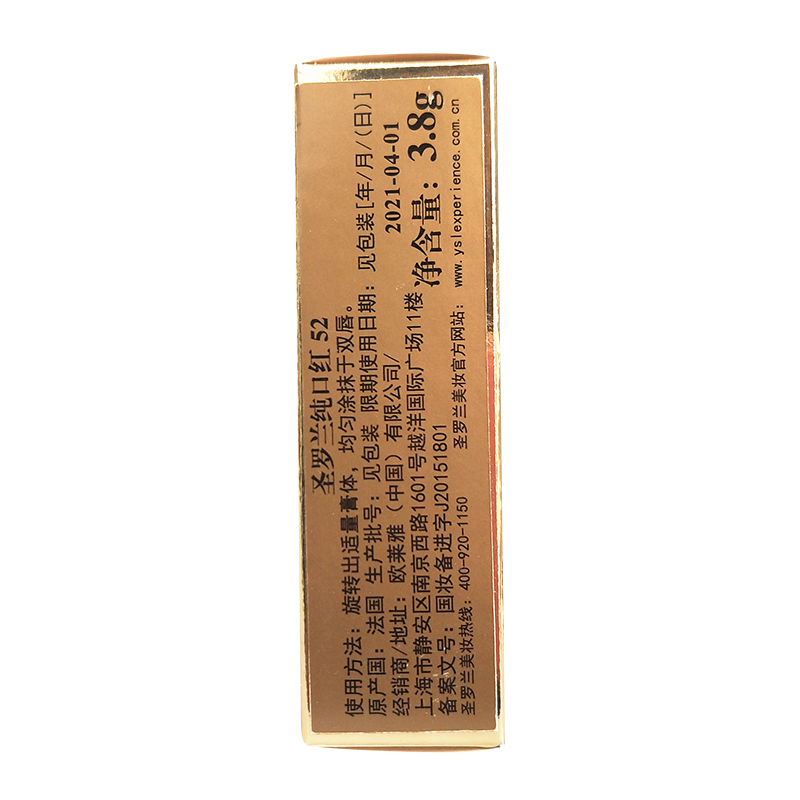 圣罗兰纯口红 52
使用方法：旋转出适量膏体，均匀涂抹于双唇。
原产国：法国 生产批号：见包装 限期使用日期：见包装[年/月/(日)]
经销商/地址：欧莱雅（中国）有限公司/ 2021-04-01
上海市静安区南京西路1601号越洋国际广场11楼 净含量：3.8g
备案文号：国妆备进字J20151801
圣罗兰美妆热线：400-920-1150 圣罗兰美妆官方网站：www.yslexperience.com.cn